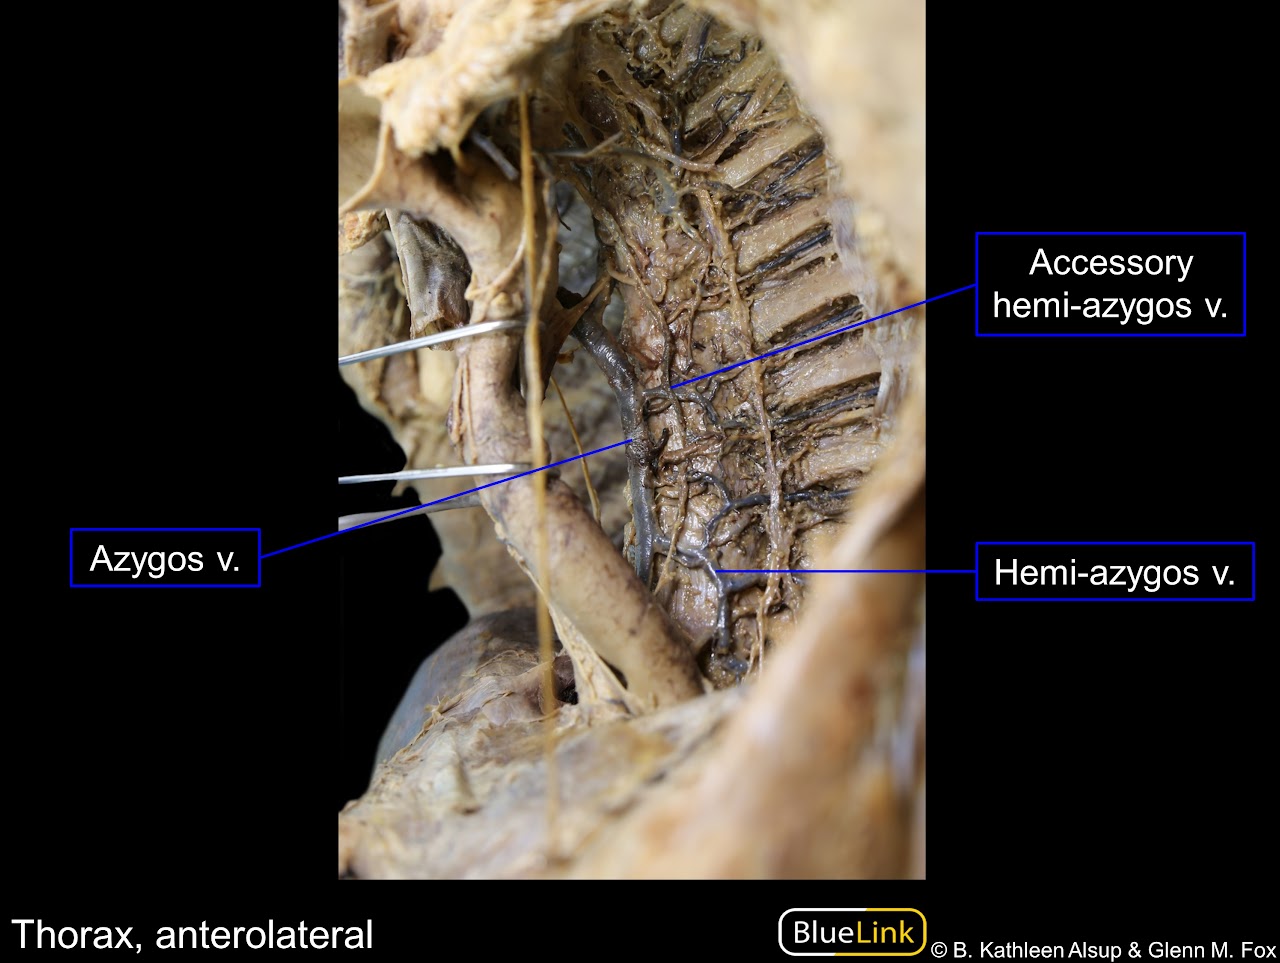 Accessory
hemi-azygos v.
Azygos v.
Hemi-azygos v.
Thorax, anterolateral
BlueLink
© B. Kathleen Alsup & Glenn M. Fox